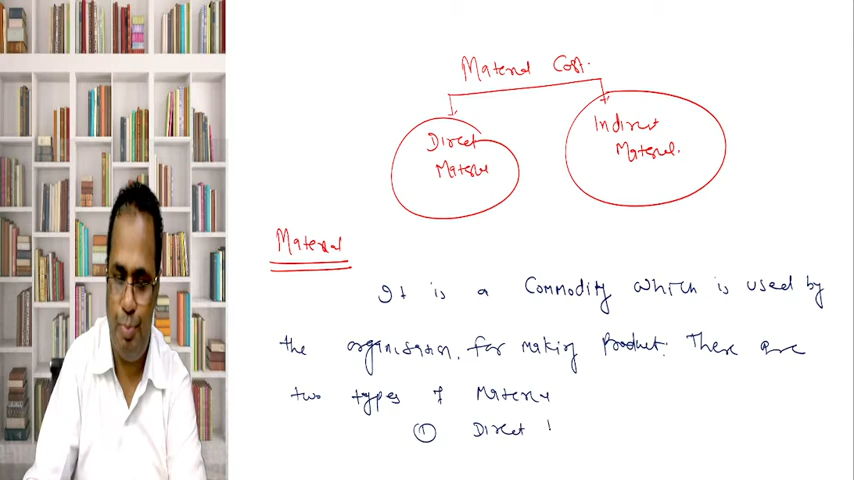 Material Cost.
Direct
Material
Indirect
Material.
Material
It is a Commodity which is used by
the organisation. for making Product. There are
two types of Material
① Direct